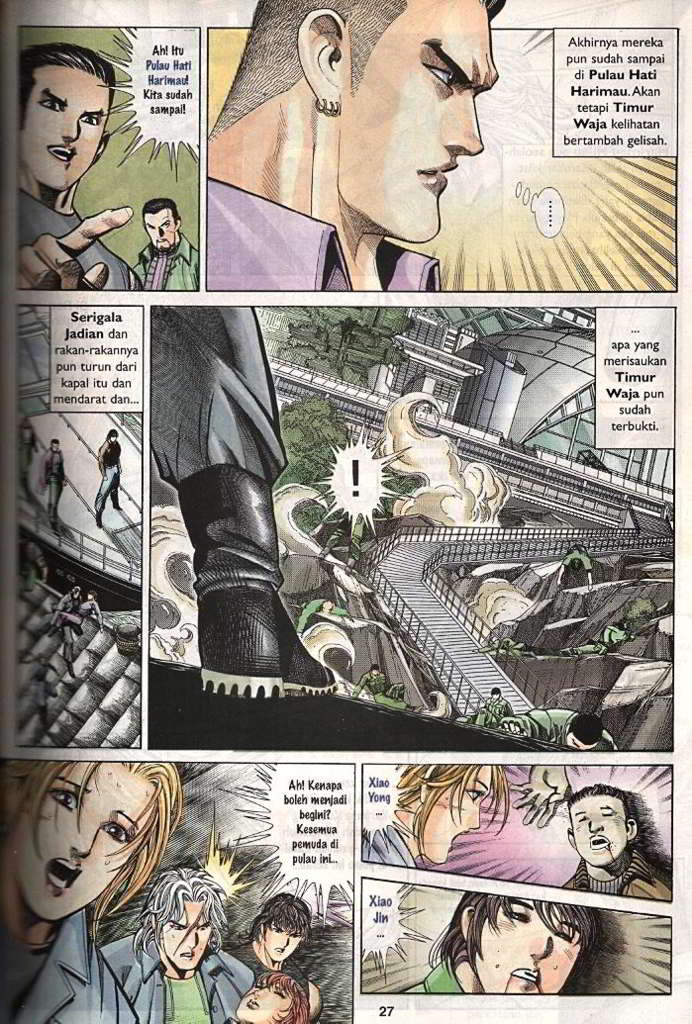 Ah! Itu
Pulau Hati
Harimau!
Kita sudah
sampai!
Akhirnya mereka
pun sudah sampai
di Pulau Hati
Harimau. Akan
tetapi Timur
Waja kelihatan
bertambah gelisah.
......
Serigala
Jadian dan
rakan-rakannya
pun turun dari
kapal itu dan
mendarat dan...
...
apa yang
merisaukan
Timur
Waja pun
sudah
terbukti.
!
Ah! Kenapa
boleh menjadi
begini?
Kesemua
pemuda di
pulau ini...
Xiao
Yong
...
Xiao
Jin
...
27